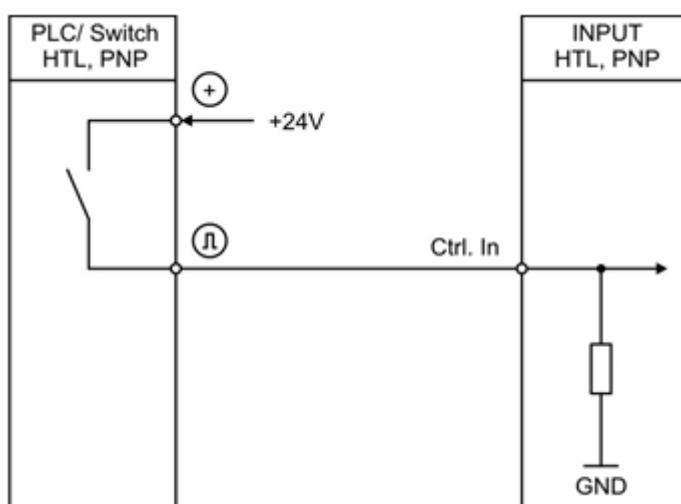 PLC/ Switch
HTL, PNP
INPUT
HTL, PNP
+
+24V
Ctrl. In
GND